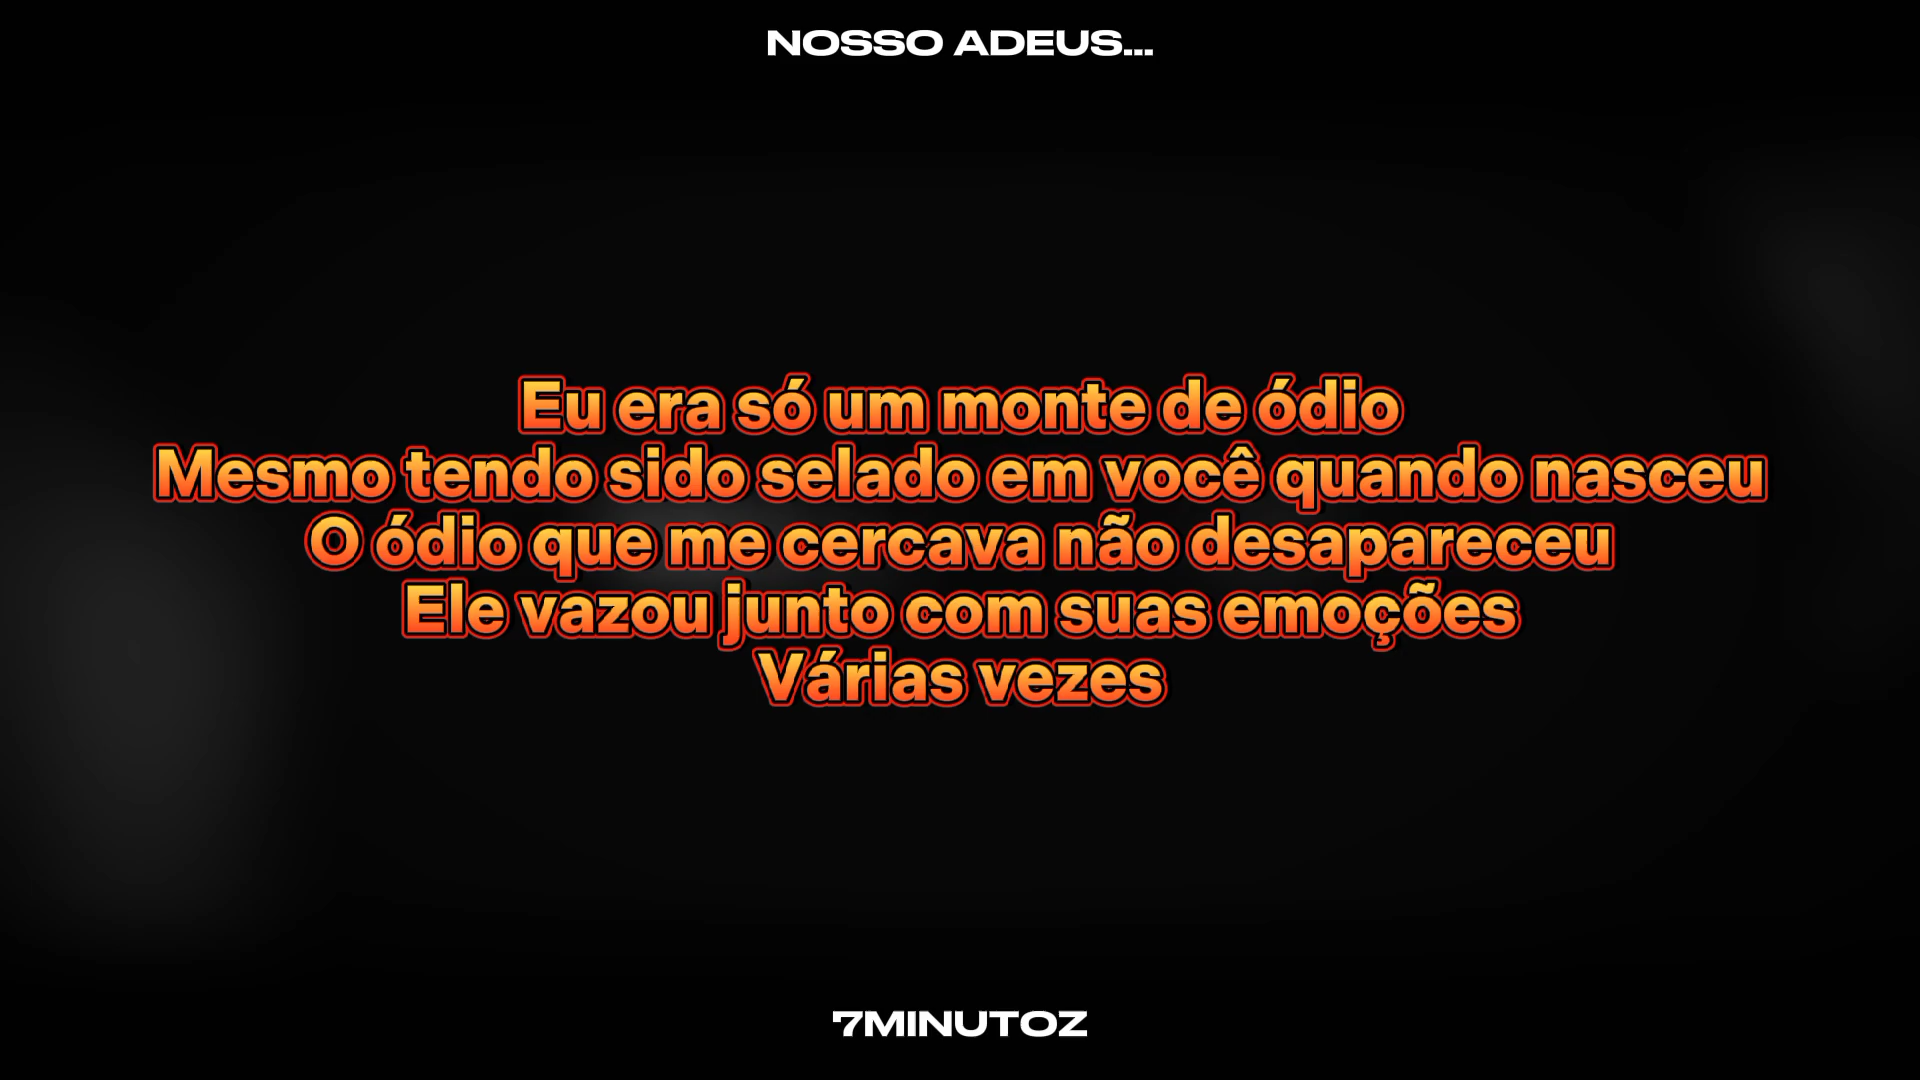 NOSSO ADEUS...
Eu era só um monte de ódio
Mesmo tendo sido selado em você quando nasceu
O ódio que me cercava não desapareceu
Ele vazou junto com suas emoções
Várias vezes
7MINUTOZ